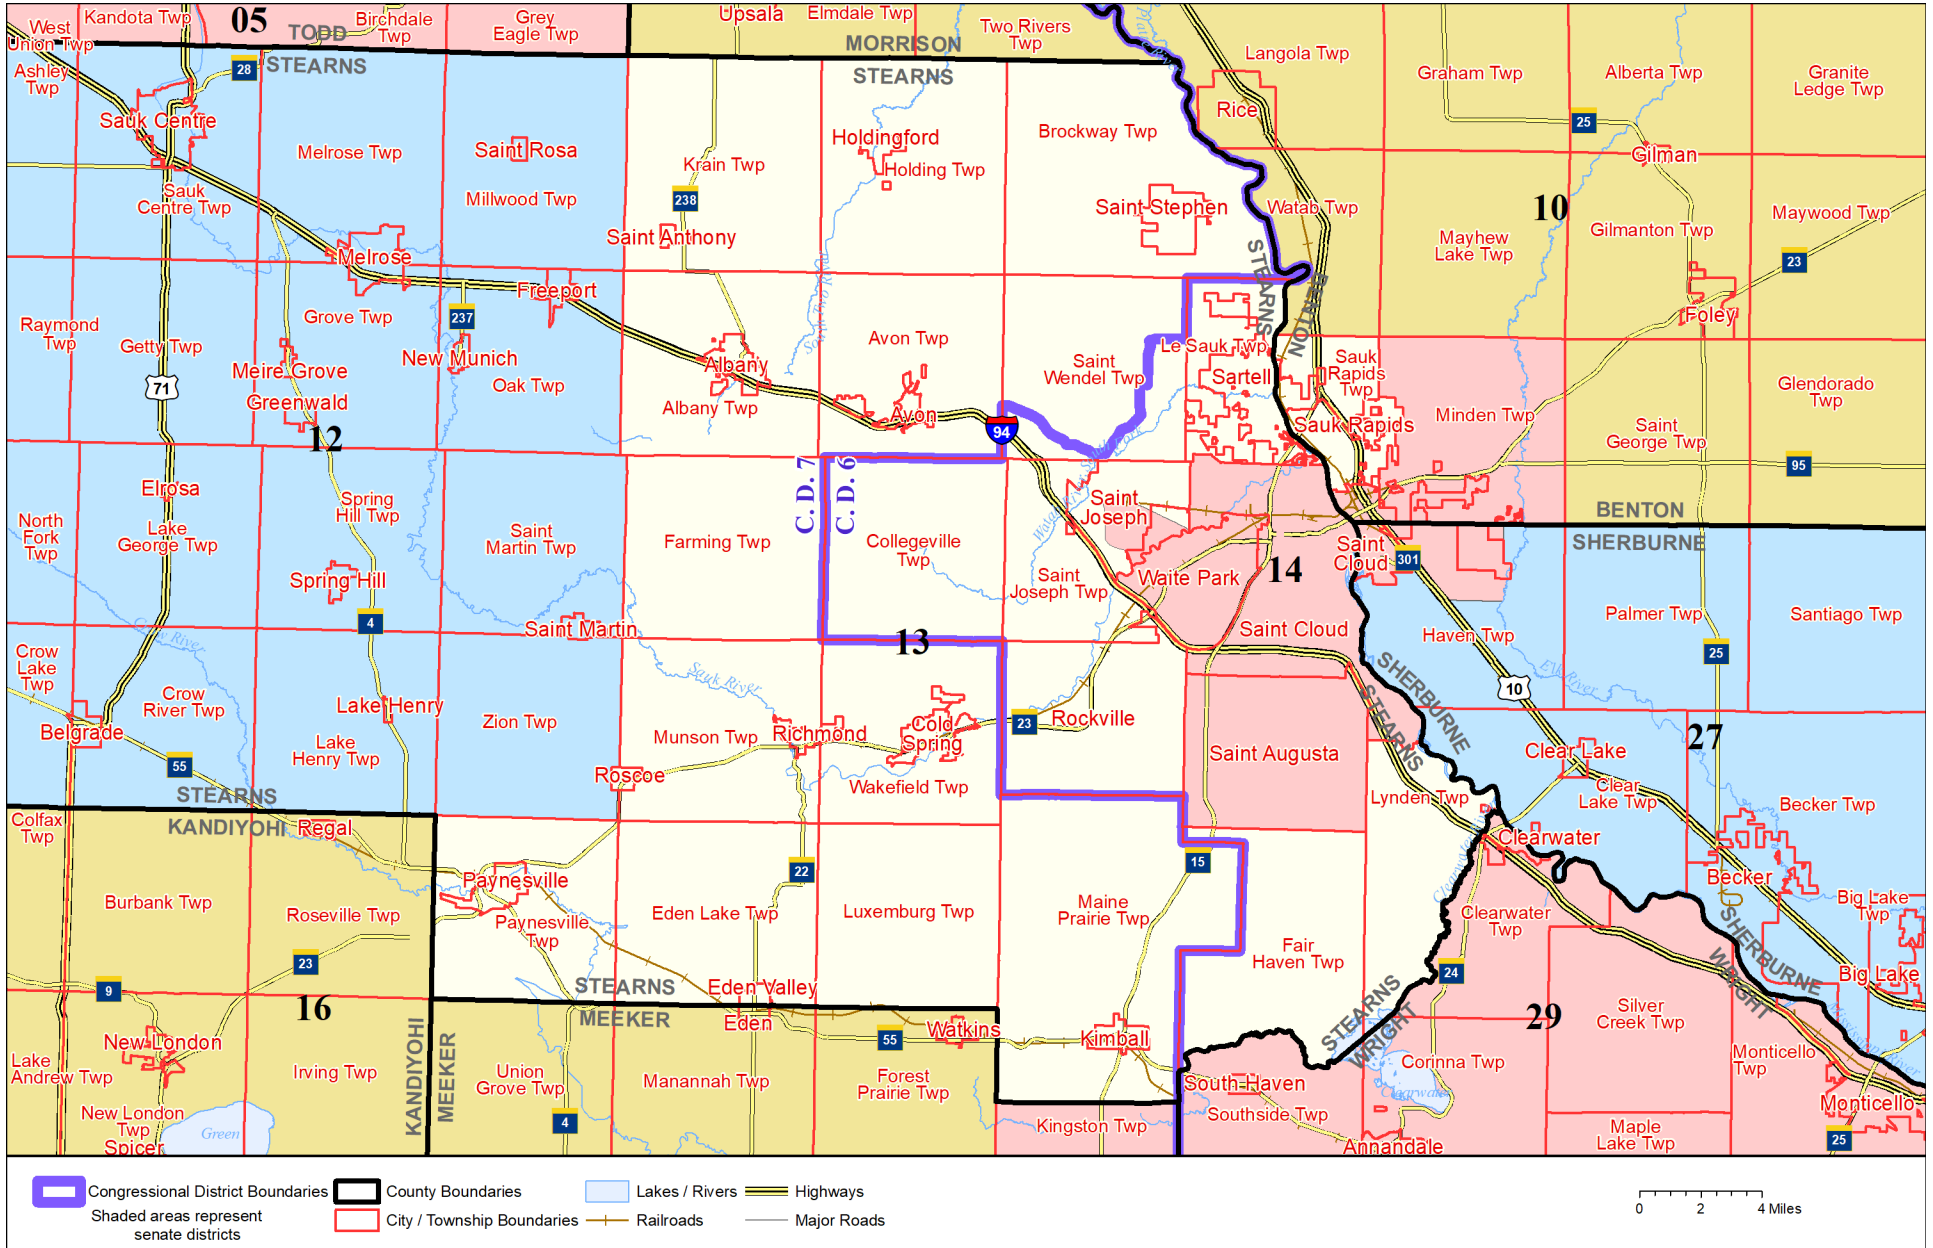 Kandota Twp
05
TODD
STEARNS
Birchdale
Twp
Grey
Eagle Twp
Upsala
Elmdale Twp
Two Rivers
Twp
MORRISON
STEARNS
Langola Twp
Graham Twp
Alberta Twp
Granite
Ledge Twp
West
Union Twp
Ashley
Twp
28
Sauk Centre
Rice
25
Brockway Twp
Holdingford
Holding Twp
Krain Twp
Melrose Twp
Saint Rosa
Millwood Twp
Gilman
Sauk
Centre Twp
238
Saint Anthony
Saint Stephen
Watab Twp
10
Mayhew
Lake Twp
Gilmanton Twp
Maywood Twp
23
Melrose
Freeport
STEARNS
BENTON
Foley
Raymond
Twp
Getty Twp
Grove Twp
237
New Munich
Oak Twp
Meire Grove
Greenwald
71
12
Albany
Albany Twp
Avon Twp
Avon
94
Saint
Wendel Twp
Le Sauk Twp
Sartell
Sauk
Rapids
Twp
Sauk Rapids
Minden Twp
Glendorado
Twp
Saint
George Twp
95
Elrosa
C. D. 7
C. D. 6
North
Fork
Twp
Lake
George Twp
Spring
Hill Twp
Saint
Martin Twp
Farming Twp
Collegeville
Twp
Saint
Joseph
BENTON
SHERBURNE
Spring Hill
4
Saint Martin
Saint
Joseph Twp
Waite Park
14
Saint
Cloud
301
Palmer Twp
Santiago Twp
Crow River
13
Saint Cloud
Haven Twp
25
Crow
Lake
Twp
Crow
River Twp
Lake Henry
Zion Twp
Sauk River
SHERBURNE
STEARNS
10
Elk River
Belgrade
55
Lake
Henry Twp
Munson Twp
Richmond
Cold
Spring
23
Rockville
Saint Augusta
Clear Lake
27
Roscoe
Wakefield Twp
Lynden Twp
Clear
Lake Twp
Becker Twp
STEARNS
KANDIYOHI
Colfax
Twp
Regal
Clearwater
Becker
22
15
Paynesville
Paynesville
Twp
Burbank Twp
Roseville Twp
Eden Lake Twp
Luxemburg Twp
Maine
Prairie Twp
Fair
Haven Twp
Clearwater
Twp
Big Lake
Twp
23
9
16
STEARNS
MEEKER
Eden Valley
Eden
24
SHERBURNE
WRIGHT
Big Lake
New London
KANDIYOHI
MEEKER
55
Watkins
Kimball
STEARNS
WRIGHT
29
Silver
Creek Twp
Lake
Andrew Twp
Irving Twp
Union
Grove Twp
Manannah Twp
Forest
Prairie Twp
South Haven
Southside Twp
Corinna Twp
Clearwater
Monticello
Twp
Monticello
New London
Twp
Spicer
Green
4
Kingston Twp
Annandale
Maple
Lake Twp
25
Congressional District Boundaries
Shaded areas represent
senate districts
County Boundaries
City / Township Boundaries
Lakes / Rivers
Railroads
Highways
Major Roads
0 2 4 Miles